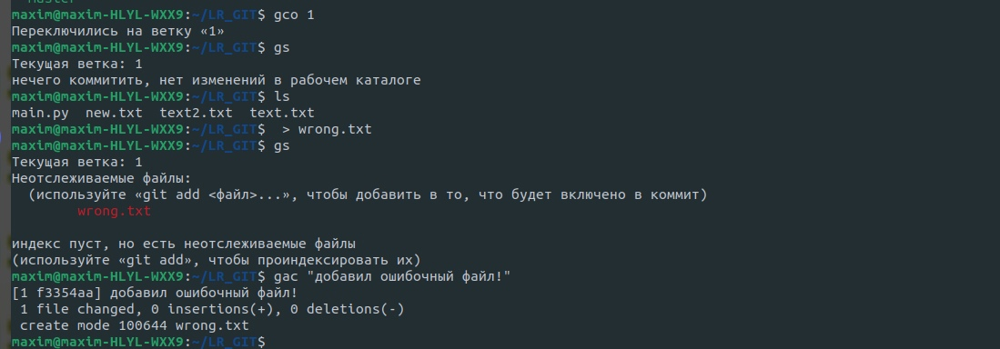 maxim@maxim-HLYL-WXX9:~/LR_GIT$ gco 1
Переключились на ветку «1»
maxim@maxim-HLYL-WXX9:~/LR_GIT$ gs
Текущая ветка: 1
нечего коммитить, нет изменений в рабочем каталоге
maxim@maxim-HLYL-WXX9:~/LR_GIT$ ls
main.py  new.txt  text2.txt  text.txt
maxim@maxim-HLYL-WXX9:~/LR_GIT$  > wrong.txt
maxim@maxim-HLYL-WXX9:~/LR_GIT$ gs
Текущая ветка: 1
Неотслеживаемые файлы:
  (используйте «git add <файл>...», чтобы добавить в то, что будет включено в коммит)
        wrong.txt
индекс пуст, но есть неотслеживаемые файлы
(используйте «git add», чтобы проиндексировать их)
maxim@maxim-HLYL-WXX9:~/LR_GIT$ gac "добавил ошибочный файл!"
[1 f3354aa] добавил ошибочный файл!
 1 file changed, 0 insertions(+), 0 deletions(-)
 create mode 100644 wrong.txt
maxim@maxim-HLYL-WXX9:~/LR_GIT$